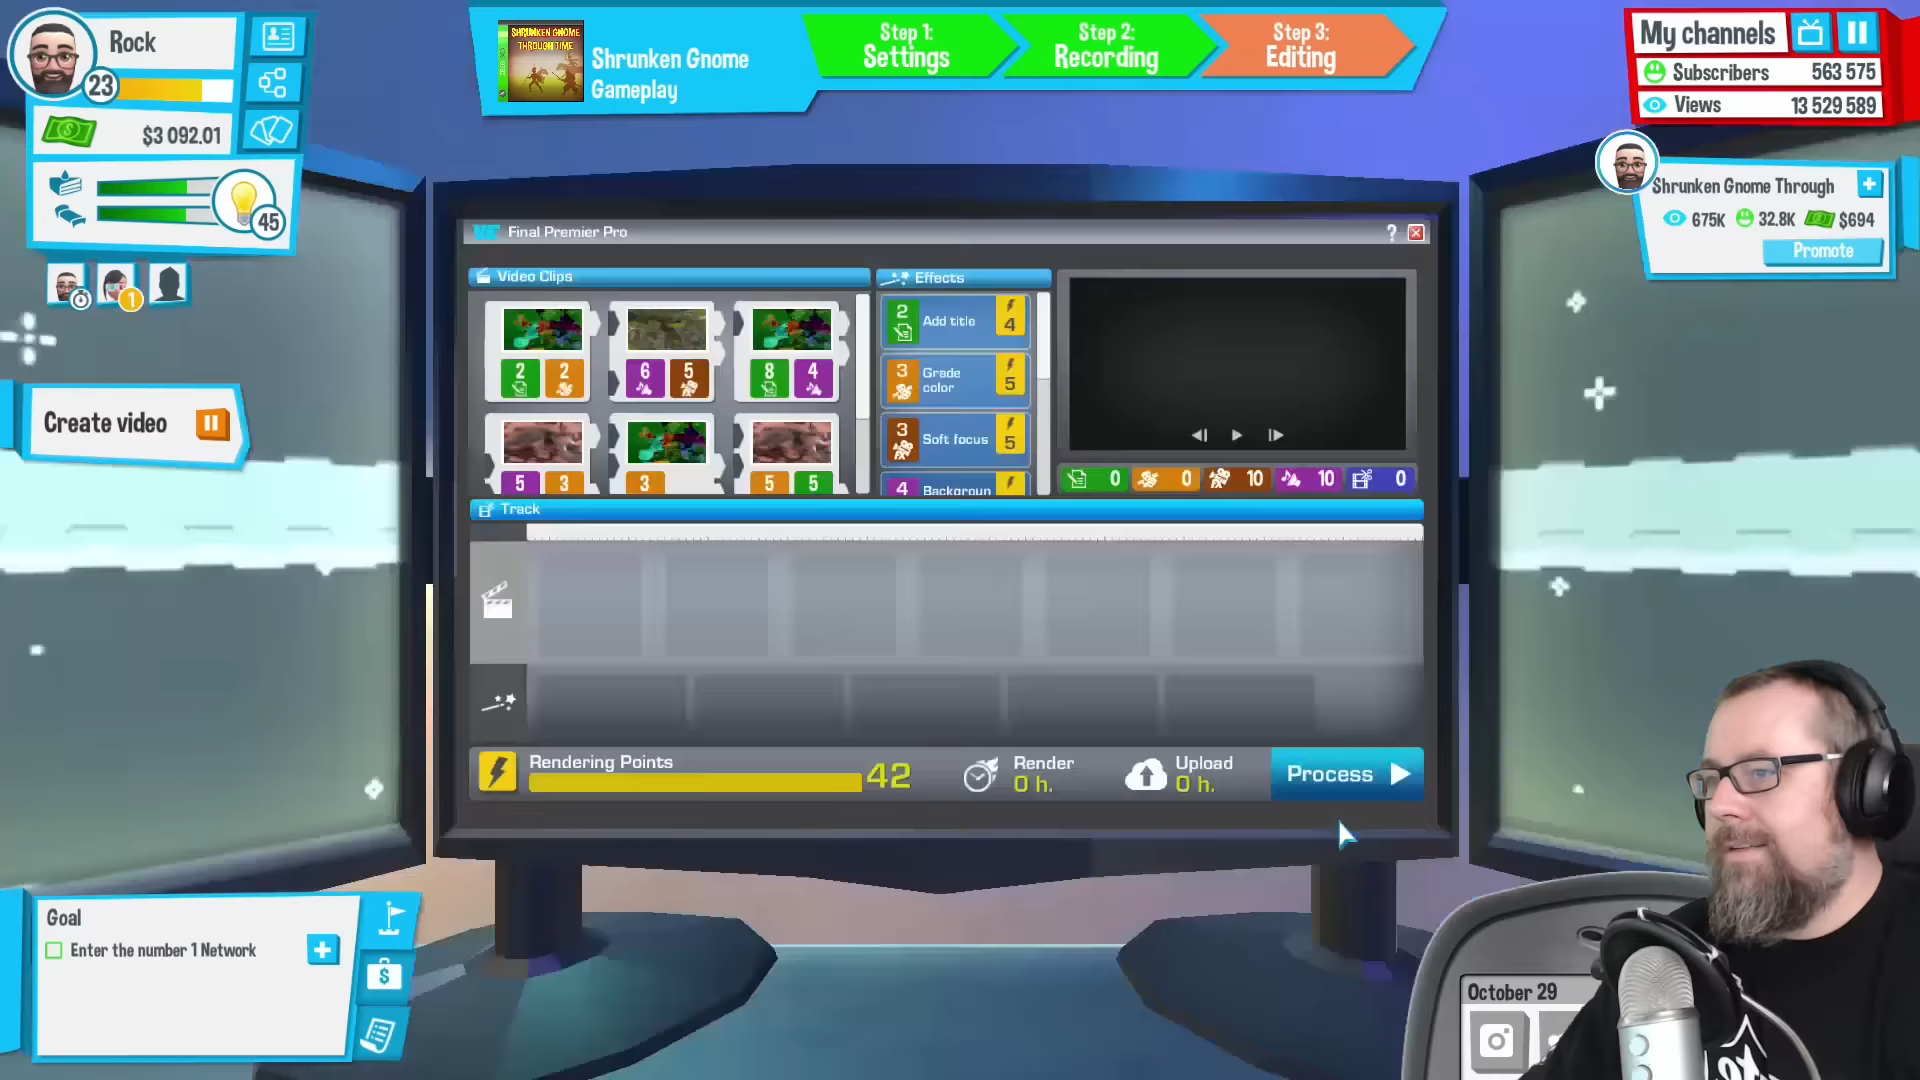 Rock
23
$3 092.01
45
1
SHRUNKEN GNOME
THROUGH TIME
Shrunken Gnome
Gameplay
Step 1:
Settings
Step 2:
Recording
Step 3:
Editing
My channels
Subscribers 563 575
Views 13 529 589
Shrunken Gnome Through
675K 32.8K $694
Promote
Create video
Final Premier Pro
?
Video Clips
Effects
2 2 6 5 8 4
5 3 3 5 5
2 Add title 4
3 Grade color 5
3 Soft focus 5
4 Backgroun
0 0 10 10 0
Track
Rendering Points
42
Render
0 h.
Upload
0 h.
Process
Goal
Enter the number 1 Network
October 29